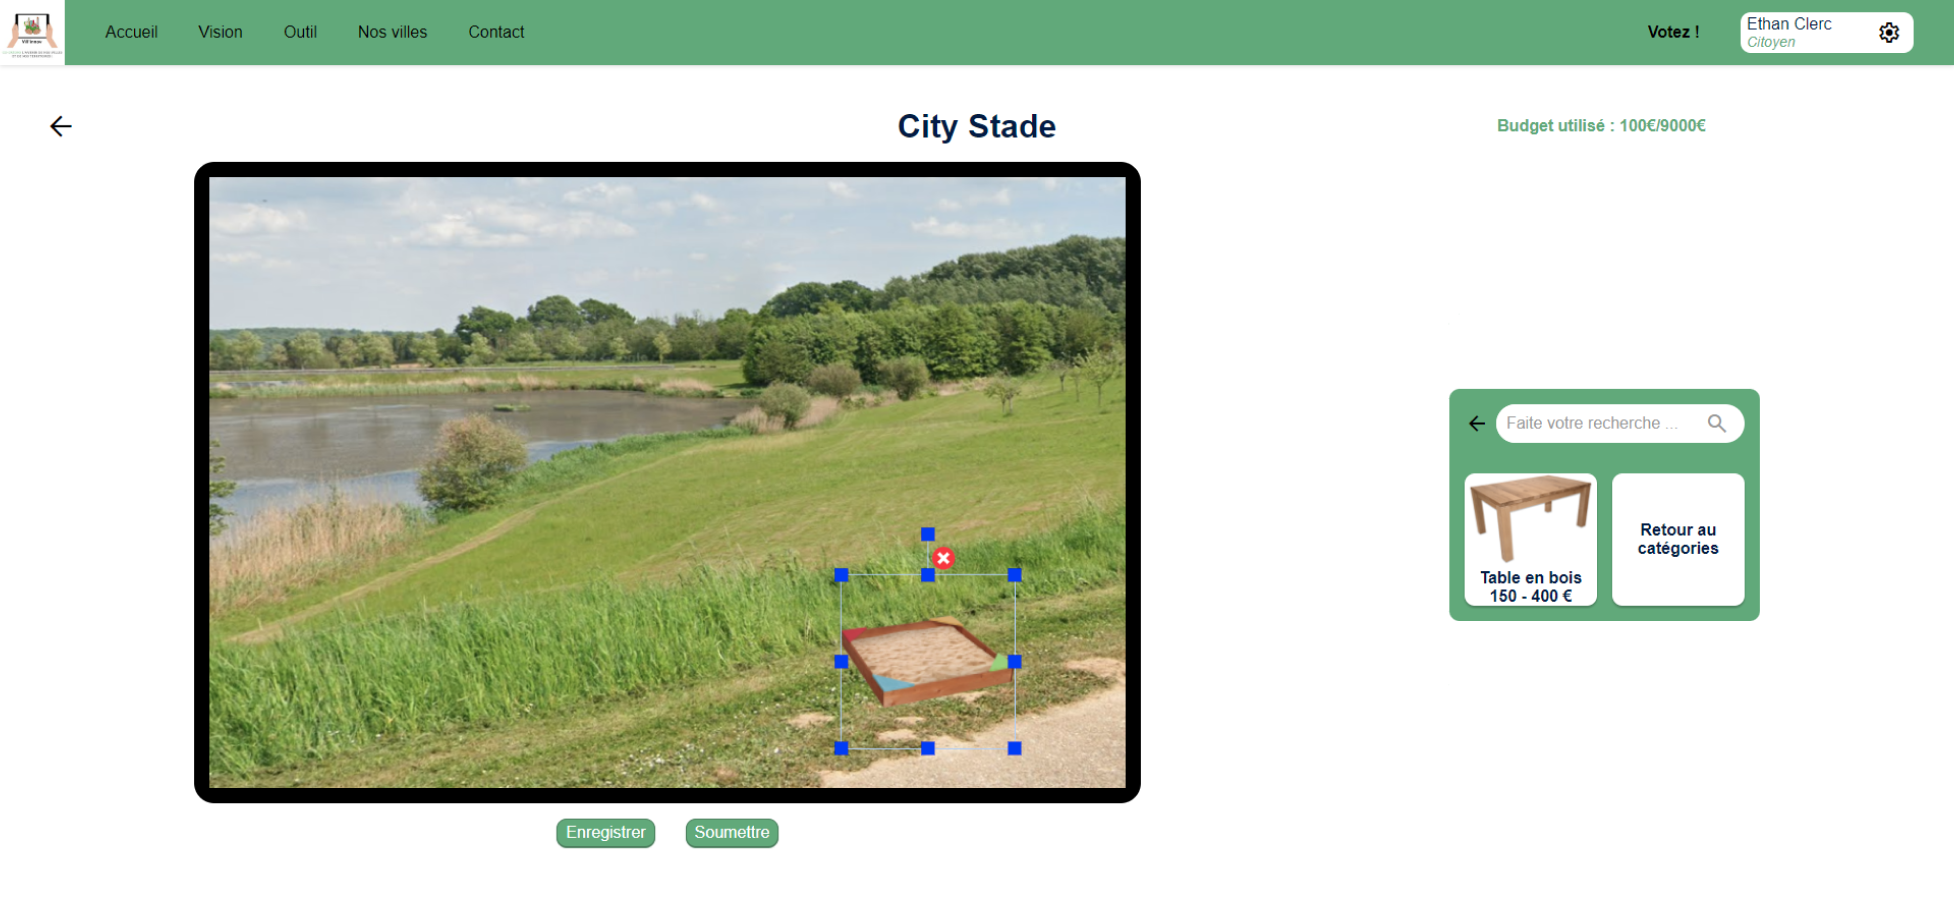 Accueil
Vision
Outil
Nos villes
Contact
Votez !
Ethan Clerc
Citoyen
City Stade
Budget utilisé : 100€/9000€
Faite votre recherche ...
Table en bois
150 - 400 €
Retour au
catégories
Enregistrer
Soumettre